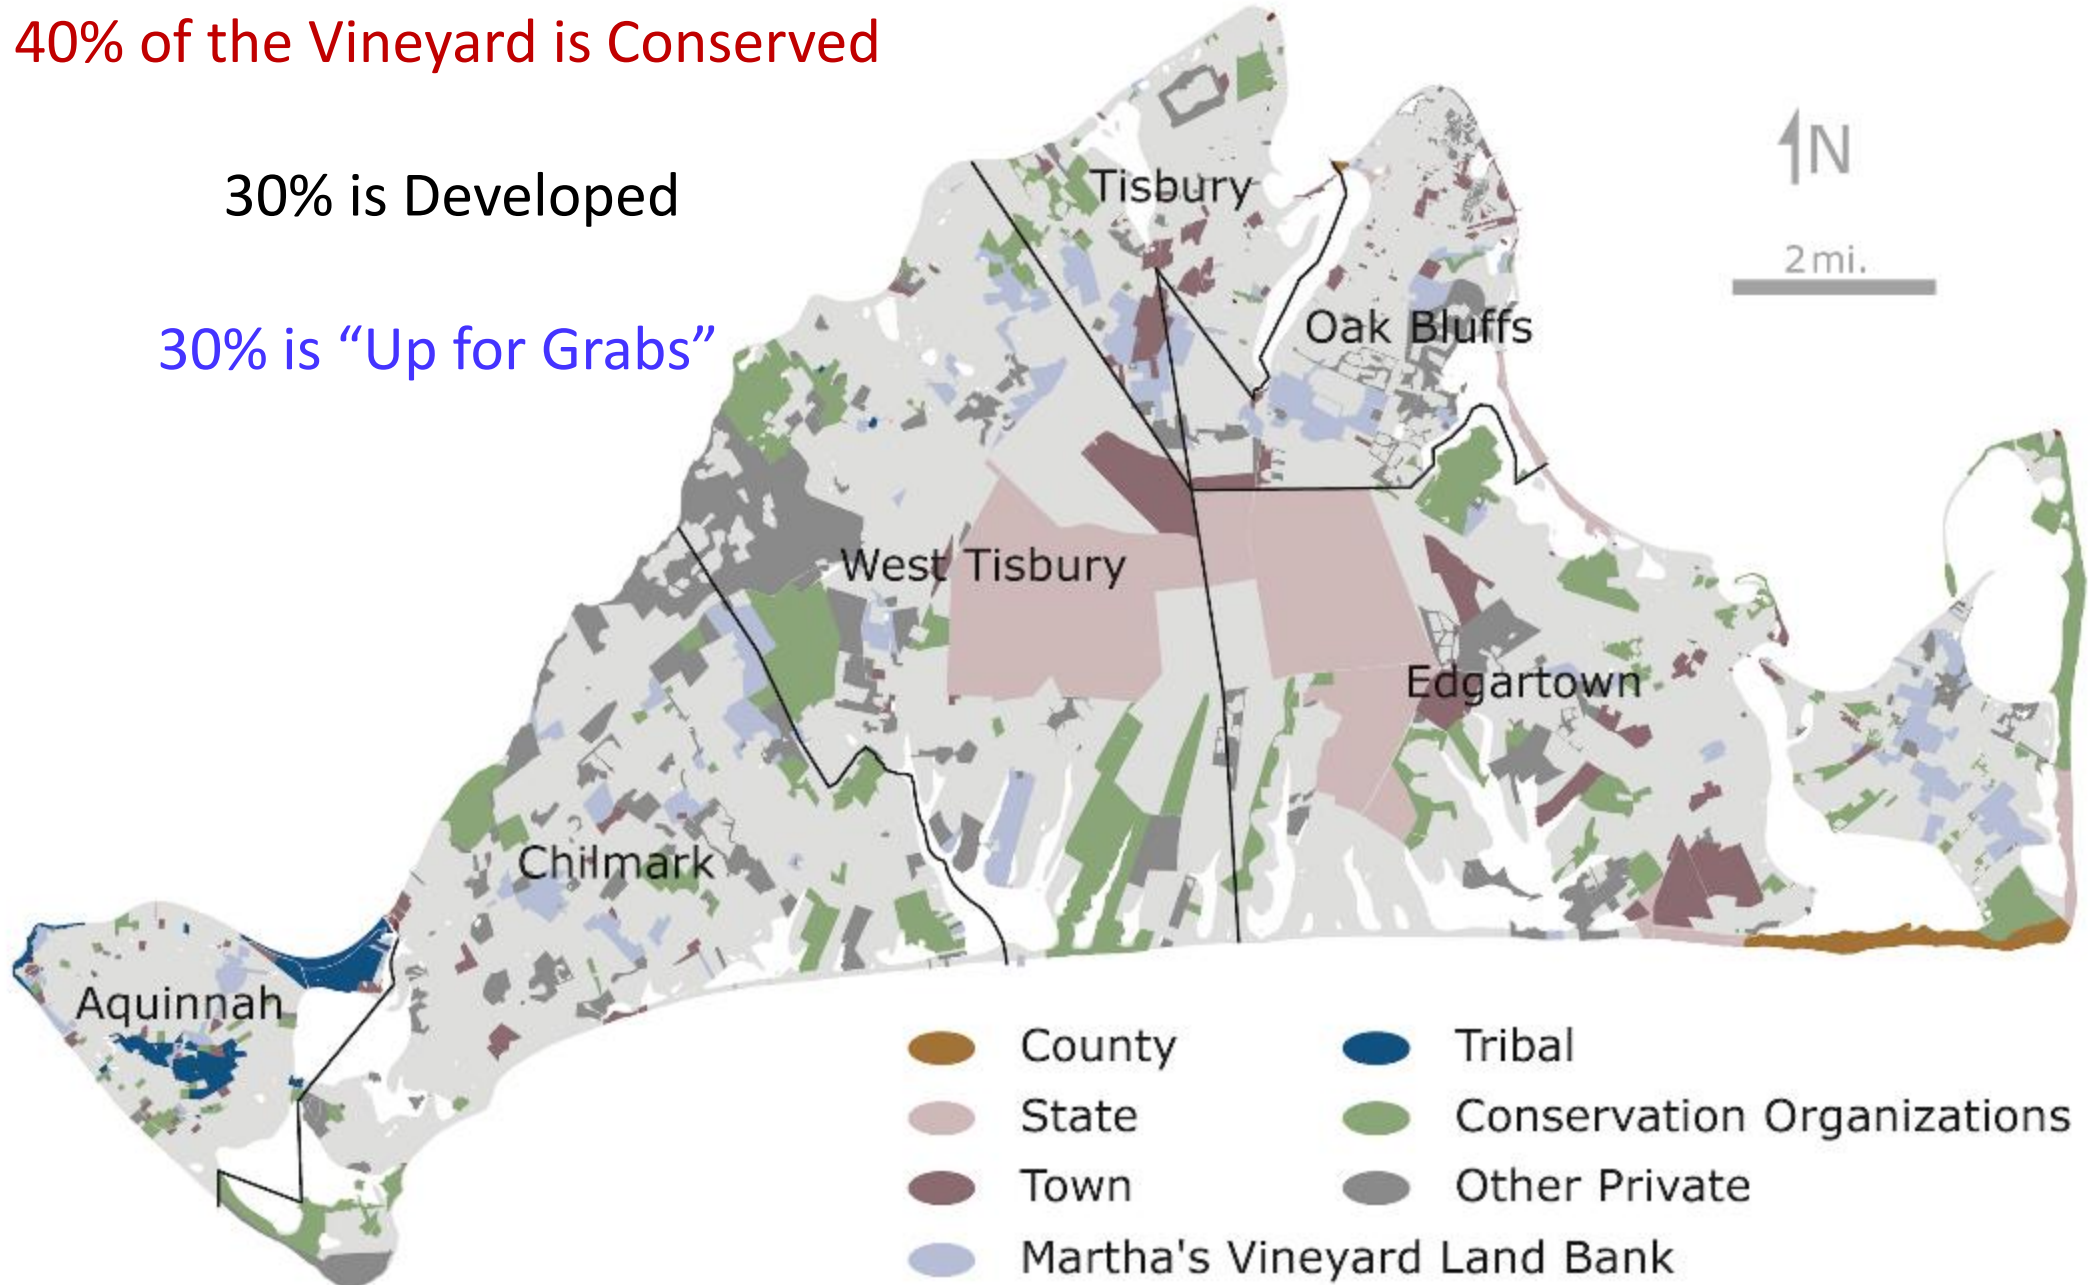 40% of the Vineyard is Conserved
30% is Developed
30% is “Up for Grabs”
N
2 mi.
Tisbury
Oak Bluffs
West Tisbury
Edgartown
Chilmark
Aquinnah
County
State
Town
Martha's Vineyard Land Bank
Tribal
Conservation Organizations
Other Private